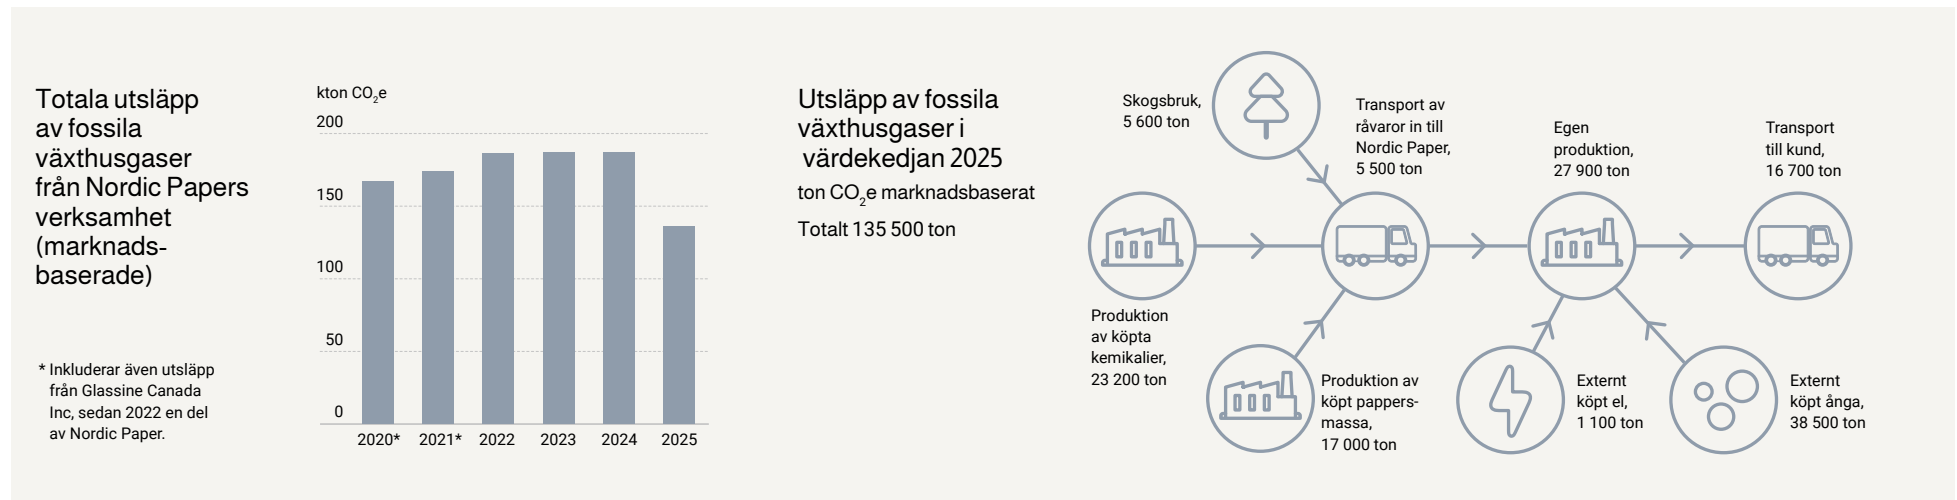 Totala utsläpp
av fossila
växthusgaser
från Nordic Papers
verksamhet
(marknads-
baserade)
* Inkluderar även utsläpp
från Glassine Canada
Inc, sedan 2022 en del
av Nordic Paper.
kton CO₂e
200
150
100
50
0
2020*
2021*
2022
2023
2024
2025
Utsläpp av fossila
växthusgaser i
värdekedjan 2025
ton CO₂e marknadsbaserat
Totalt 135 500 ton
Skogsbruk,
5 600 ton
Transport av
råvaror in till
Nordic Paper,
5 500 ton
Egen
produktion,
27 900 ton
Transport
till kund,
16 700 ton
Produktion
av köpta
kemikalier,
23 200 ton
Produktion av
köpt pappers-
massa,
17 000 ton
Externt
köpt el,
1 100 ton
Externt
köpt ånga,
38 500 ton